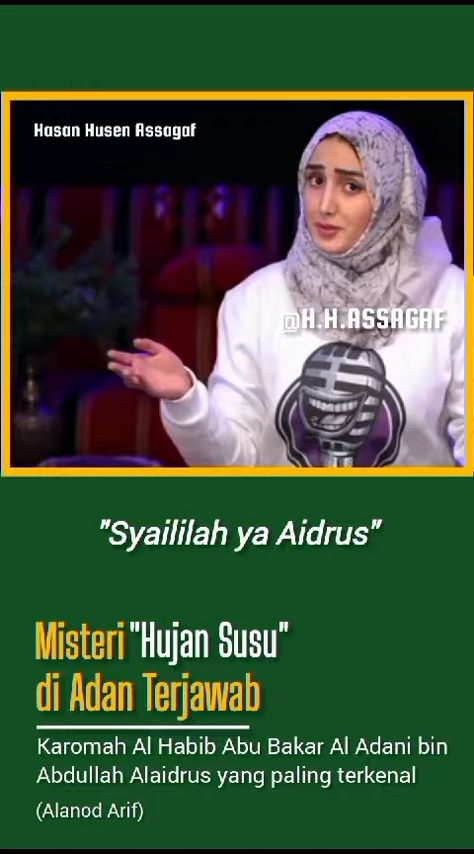 Hasan Husen Assagaf
@H.H.ASSAGAF
"Syaililah ya Aidrus"
Misteri "Hujan Susu"
di Adan Terjawab
Karomah Al Habib Abu Bakar Al Adani bin
Abdullah Alaidrus yang paling terkenal
(Alanod Arif)